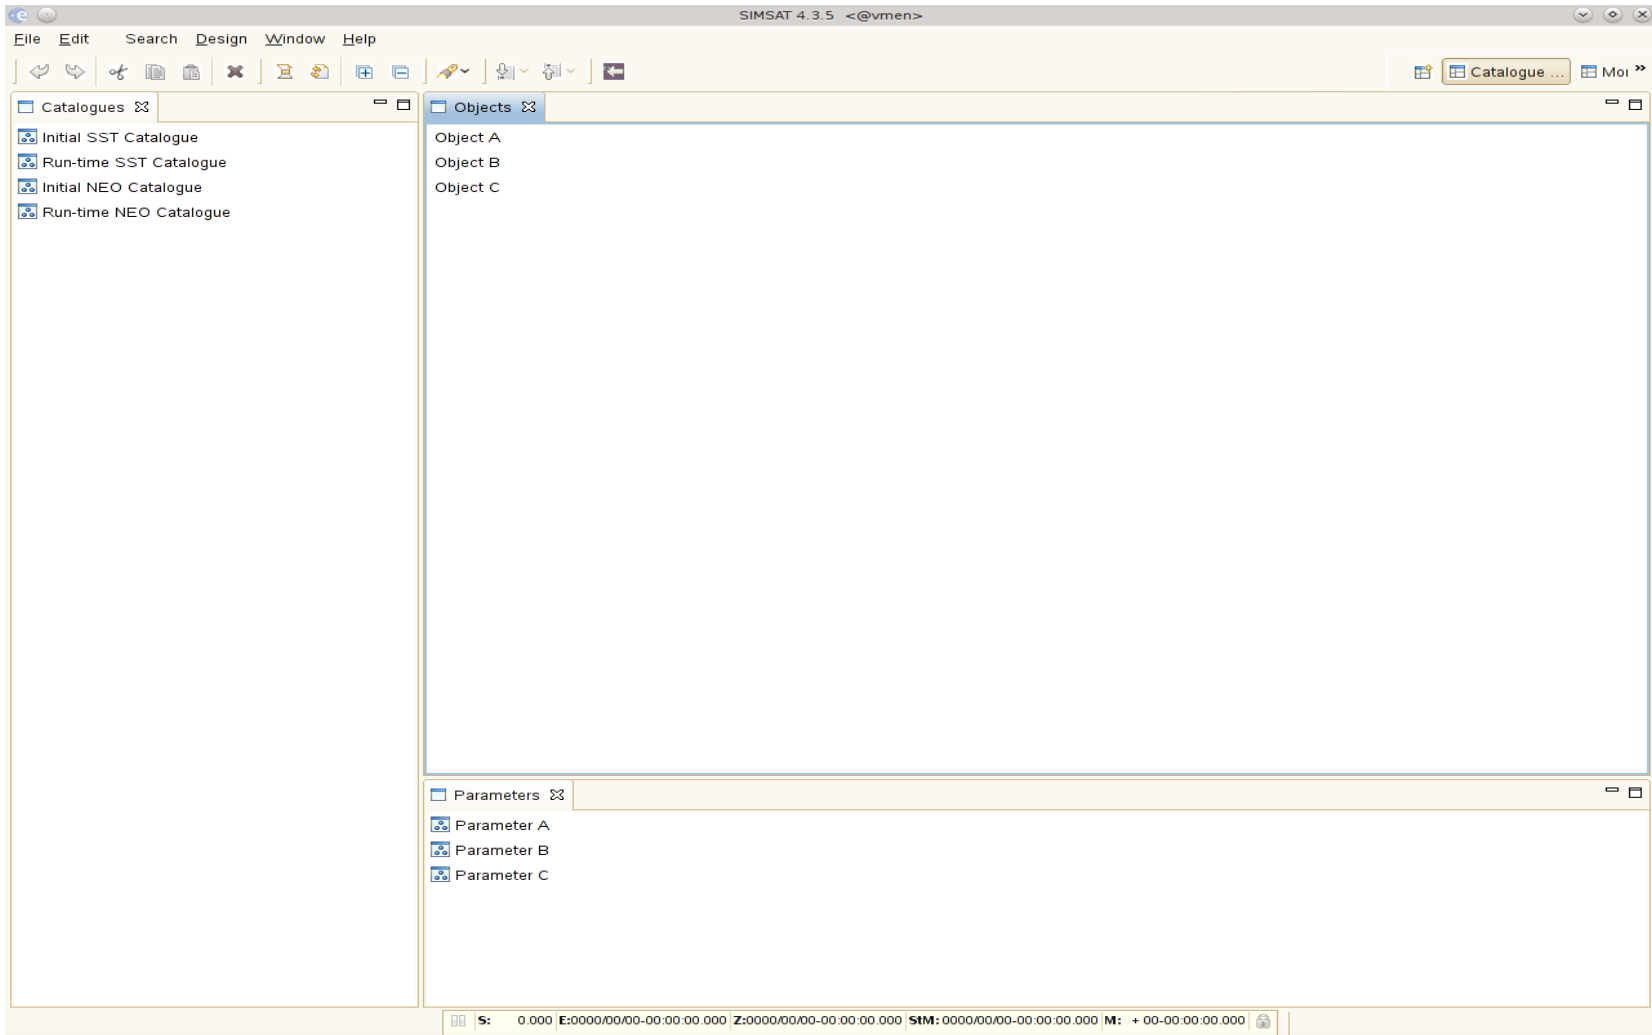 SIMSAT 4.3.5 <@vmen>
File Edit Search Design Window Help
Catalogue ... Mor »
Catalogues
Initial SST Catalogue
Run-time SST Catalogue
Initial NEO Catalogue
Run-time NEO Catalogue
Objects
Object A
Object B
Object C
Parameters
Parameter A
Parameter B
Parameter C
S: 0.000 E:0000/00/00-00:00:00.000 Z:0000/00/00-00:00:00.000 StM: 0000/00/00-00:00:00.000 M: + 00-00:00:00.000